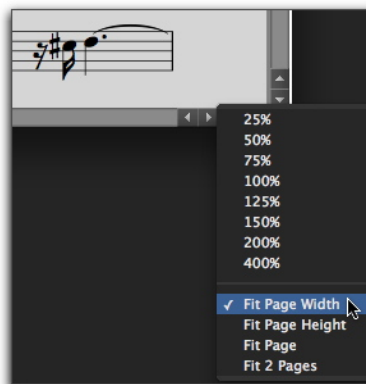 25%
50%
75%
100%
125%
150%
200%
400%
✓ Fit Page Width
Fit Page Height
Fit Page
Fit 2 Pages